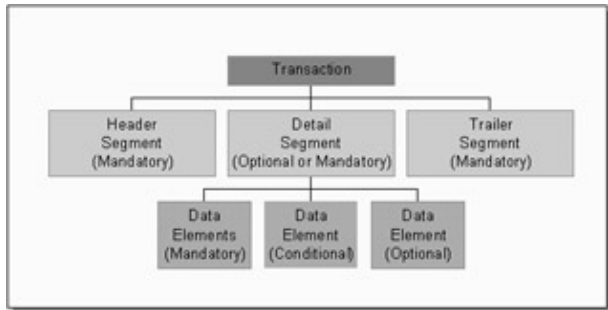 Transaction
Header
Segment
(Mandatory)
Detail
Segment
(Optional or Mandatory)
Trailer
Segment
(Mandatory)
Data
Elements
(Mandatory)
Data
Element
(Conditional)
Data
Element
(Optional)